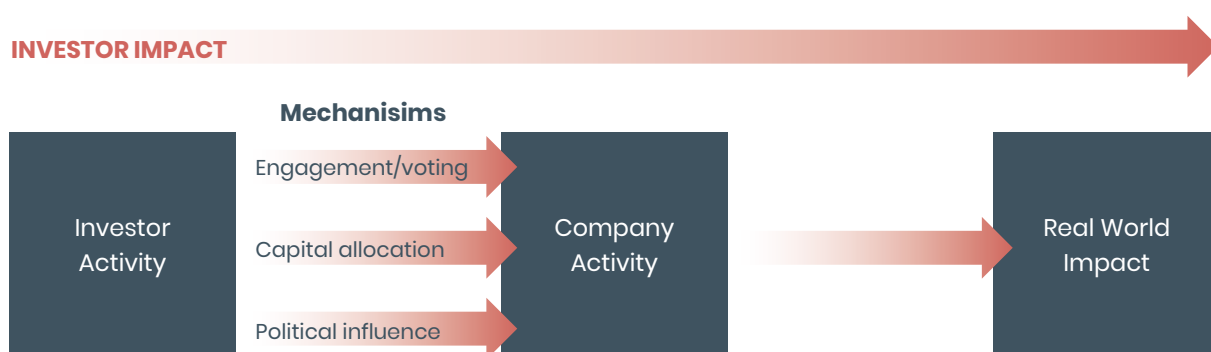 INVESTOR IMPACT
Mechanisims
Engagement/voting
Investor
Activity
Capital allocation
Company
Activity
Real World
Impact
Political influence